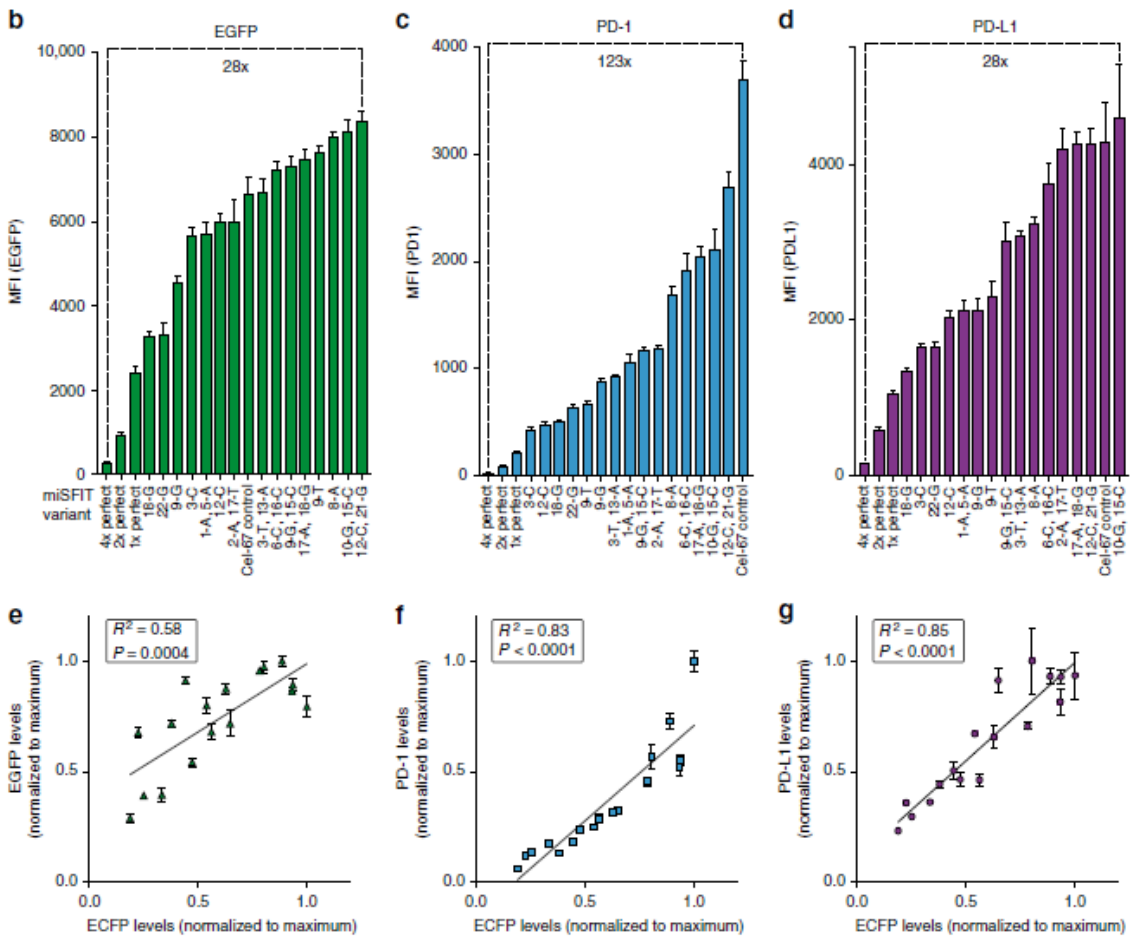 b
EGFP
28x
10,000
8000
6000
4000
2000
0
MFI (EGFP)
miSFIT
variant
4x perfect
2x perfect
1x perfect
18-G
22-G
9-G
3-C
1-A, 5-A
12-C
2-A, 17-T
Cel-67 control
3-T, 13-A
6-C, 16-C
9-G, 15-C
17-A, 18-G
9-T
8-A
10-G, 15-C
12-C, 21-G
c
PD-1
123x
4000
3000
2000
1000
0
MFI (PD1)
4x perfect
2x perfect
1x perfect
3-C
12-C
18-G
22-G
9-T
9-G
3-T, 13-A
1-A, 5-A
9-G, 15-C
2-A, 17-T
8-A
6-C, 16-C
17-A, 18-G
10-G, 15-C
12-C, 21-G
Cel-67 control
d
PD-L1
28x
4000
2000
0
MFI (PDL1)
4x perfect
2x perfect
1x perfect
18-G
3-C
22-G
12-C
1-A, 5-A
9-G
9-T
9-G, 15-C
3-T, 13-A
8-A
6-C, 16-C
2-A, 17-T
17-A, 18-G
12-C, 21-G
Cel-67 control
10-G, 15-C
e
R² = 0.58
P = 0.0004
1.0
0.5
0.0
EGFP levels
(normalized to maximum)
0.0 0.5 1.0
ECFP levels (normalized to maximum)
f
R² = 0.83
P < 0.0001
1.0
0.5
0.0
PD-1 levels
(normalized to maximum)
0.0 0.5 1.0
ECFP levels (normalized to maximum)
g
R² = 0.85
P < 0.0001
1.0
0.5
0.0
PD-L1 levels
(normalized to maximum)
0.0 0.5 1.0
ECFP levels (normalized to maximum)